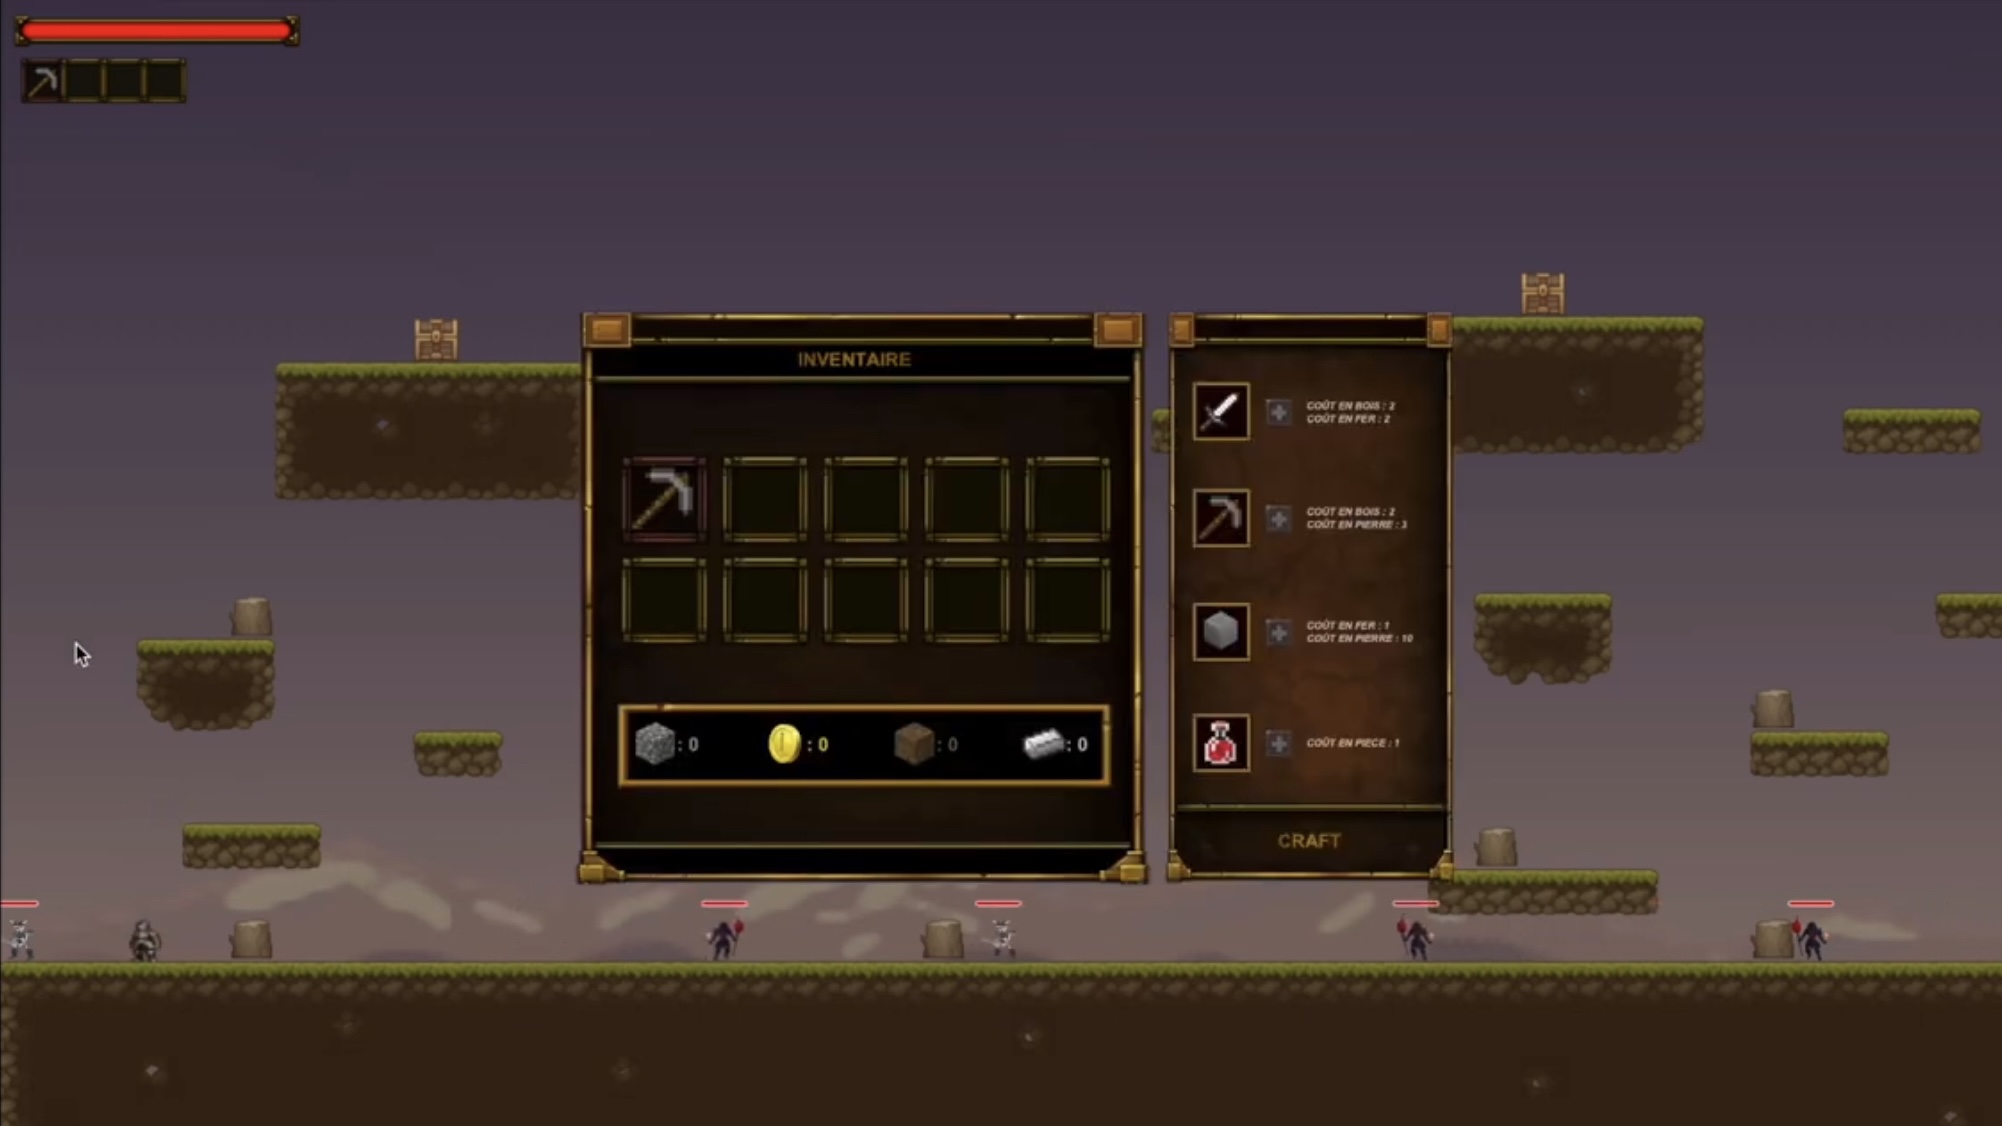 INVENTAIRE
COÛT EN BOIS : 2
COÛT EN FER : 2
COÛT EN BOIS : 2
COÛT EN PIERRE : 3
COÛT EN FER : 1
COÛT EN PIERRE : 10
: 0
: 0
: 0
: 0
COÛT EN PIECE : 1
CRAFT